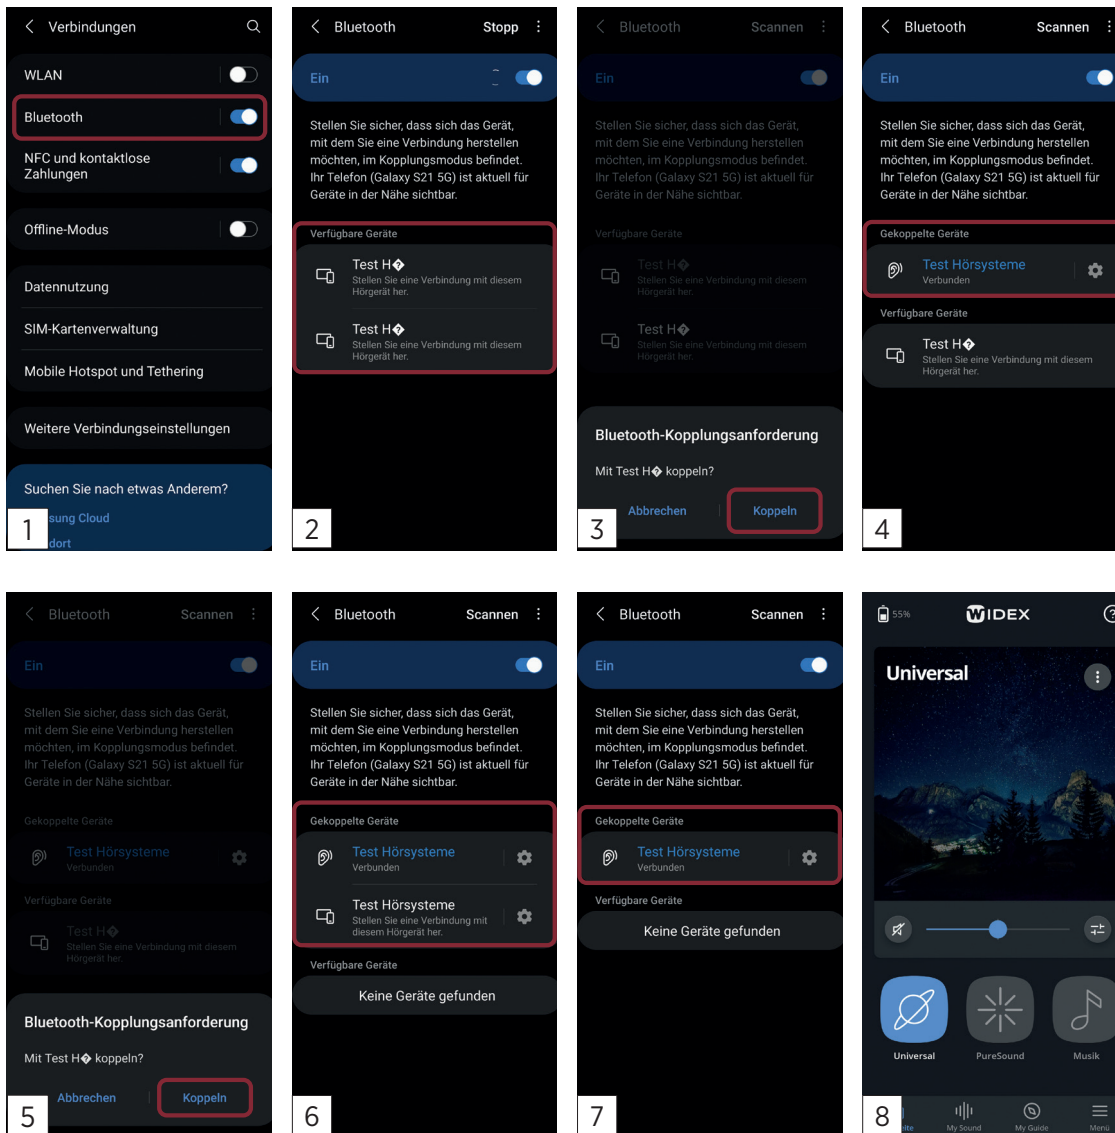 Verbindungen
WLAN
Bluetooth
NFC und kontaktlose
Zahlungen
Offline-Modus
Datennutzung
SIM-Kartenverwaltung
Mobile Hotspot und Tethering
Weitere Verbindungseinstellungen
Suchen Sie nach etwas Anderem?
sung Cloud
dort
1
Bluetooth Stopp
Ein
Stellen Sie sicher, dass sich das Gerät,
mit dem Sie eine Verbindung herstellen
möchten, im Kopplungsmodus befindet.
Ihr Telefon (Galaxy S21 5G) ist aktuell für
Geräte in der Nähe sichtbar.
Verfügbare Geräte
Test H�
Stellen Sie eine Verbindung mit diesem
Hörgerät her.
Test H�
Stellen Sie eine Verbindung mit diesem
Hörgerät her.
2
Bluetooth Scannen
Ein
Stellen Sie sicher, dass sich das Gerät,
mit dem Sie eine Verbindung herstellen
möchten, im Kopplungsmodus befindet.
Ihr Telefon (Galaxy S21 5G) ist aktuell für
Geräte in der Nähe sichtbar.
Verfügbare Geräte
Test H�
Stellen Sie eine Verbindung mit diesem
Hörgerät her.
Test H�
Stellen Sie eine Verbindung mit diesem
Hörgerät her.
Bluetooth-Kopplungsanforderung
Mit Test H� koppeln?
Abbrechen Koppeln
3
Bluetooth Scannen
Ein
Stellen Sie sicher, dass sich das Gerät,
mit dem Sie eine Verbindung herstellen
möchten, im Kopplungsmodus befindet.
Ihr Telefon (Galaxy S21 5G) ist aktuell für
Geräte in der Nähe sichtbar.
Gekoppelte Geräte
Test Hörsysteme
Verbunden
Verfügbare Geräte
Test H�
Stellen Sie eine Verbindung mit diesem
Hörgerät her.
4
Bluetooth Scannen
Ein
Stellen Sie sicher, dass sich das Gerät,
mit dem Sie eine Verbindung herstellen
möchten, im Kopplungsmodus befindet.
Ihr Telefon (Galaxy S21 5G) ist aktuell für
Geräte in der Nähe sichtbar.
Gekoppelte Geräte
Test Hörsysteme
Verbunden
Verfügbare Geräte
Test H�
Stellen Sie eine Verbindung mit diesem
Hörgerät her.
Bluetooth-Kopplungsanforderung
Mit Test H� koppeln?
Abbrechen Koppeln
5
Bluetooth Scannen
Ein
Stellen Sie sicher, dass sich das Gerät,
mit dem Sie eine Verbindung herstellen
möchten, im Kopplungsmodus befindet.
Ihr Telefon (Galaxy S21 5G) ist aktuell für
Geräte in der Nähe sichtbar.
Gekoppelte Geräte
Test Hörsysteme
Verbunden
Test Hörsysteme
Stellen Sie eine Verbindung mit
diesem Hörgerät her.
Verfügbare Geräte
Keine Geräte gefunden
6
Bluetooth Scannen
Ein
Stellen Sie sicher, dass sich das Gerät,
mit dem Sie eine Verbindung herstellen
möchten, im Kopplungsmodus befindet.
Ihr Telefon (Galaxy S21 5G) ist aktuell für
Geräte in der Nähe sichtbar.
Gekoppelte Geräte
Test Hörsysteme
Verbunden
Verfügbare Geräte
Keine Geräte gefunden
7
55% WIDEX
Universal
Universal PureSound Musik
8
My Sound My Guide Menü